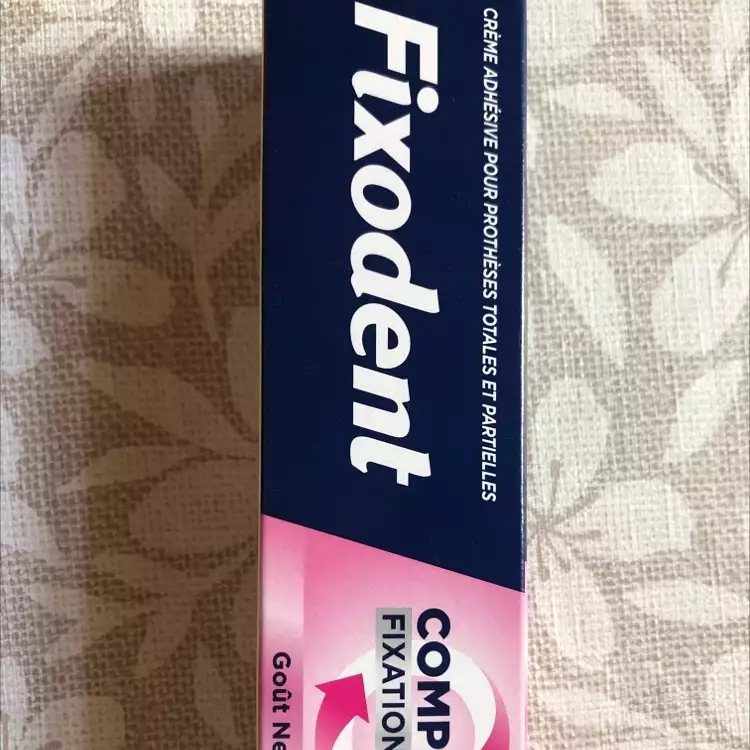 CRÈME ADHÉSIVE POUR PROTHÈSES TOTALES ET PARTIELLES
Fixodent
COMP
FIXATION
Goût Ne